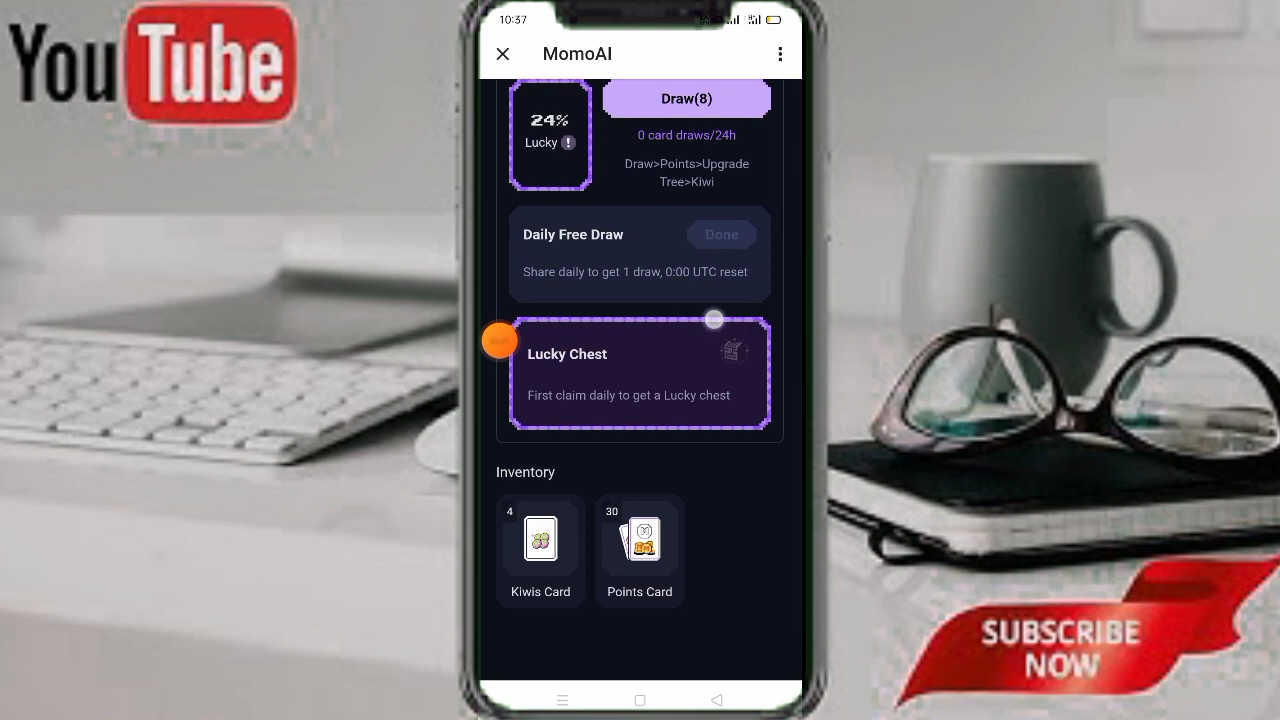 YouTube
10:37
MomoAI
24%
Lucky !
Draw(8)
0 card draws/24h
Draw>Points>Upgrade
Tree>Kiwi
Daily Free Draw
Done
Share daily to get 1 draw, 0:00 UTC reset
Lucky Chest
First claim daily to get a Lucky chest
Inventory
4
30
Kiwis Card
Points Card
SUBSCRIBE
NOW